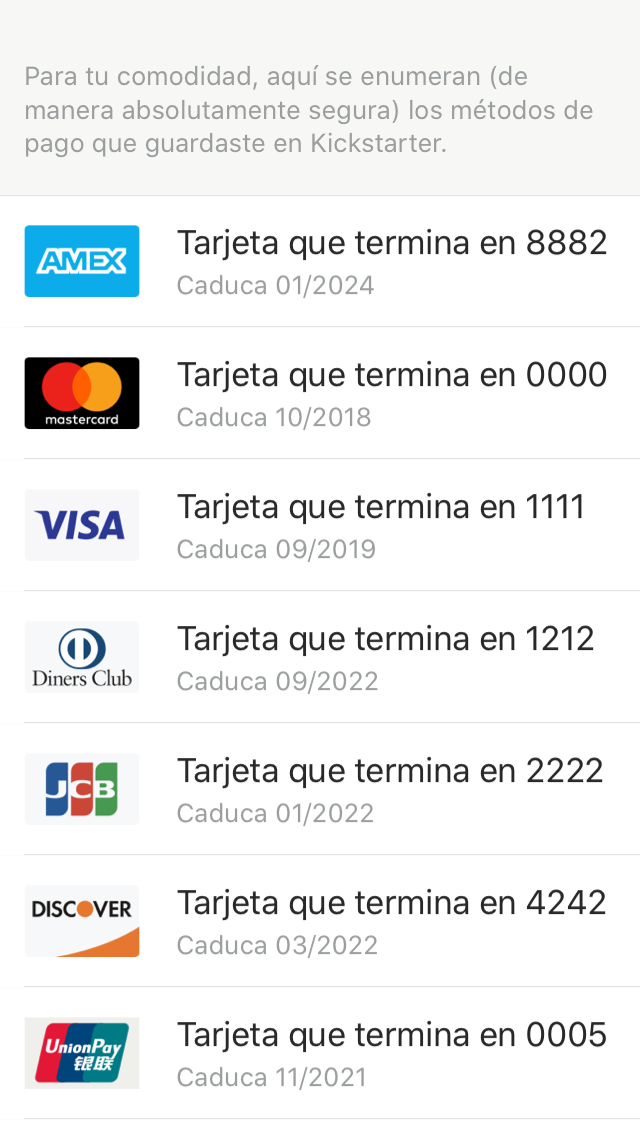 Para tu comodidad, aquí se enumeran (de
manera absolutamente segura) los métodos de
pago que guardaste en Kickstarter.
AMEX
Tarjeta que termina en 8882
Caduca 01/2024
mastercard
Tarjeta que termina en 0000
Caduca 10/2018
VISA
Tarjeta que termina en 1111
Caduca 09/2019
Diners Club
Tarjeta que termina en 1212
Caduca 09/2022
JCB
Tarjeta que termina en 2222
Caduca 01/2022
DISCOVER
Tarjeta que termina en 4242
Caduca 03/2022
UnionPay
银联
Tarjeta que termina en 0005
Caduca 11/2021